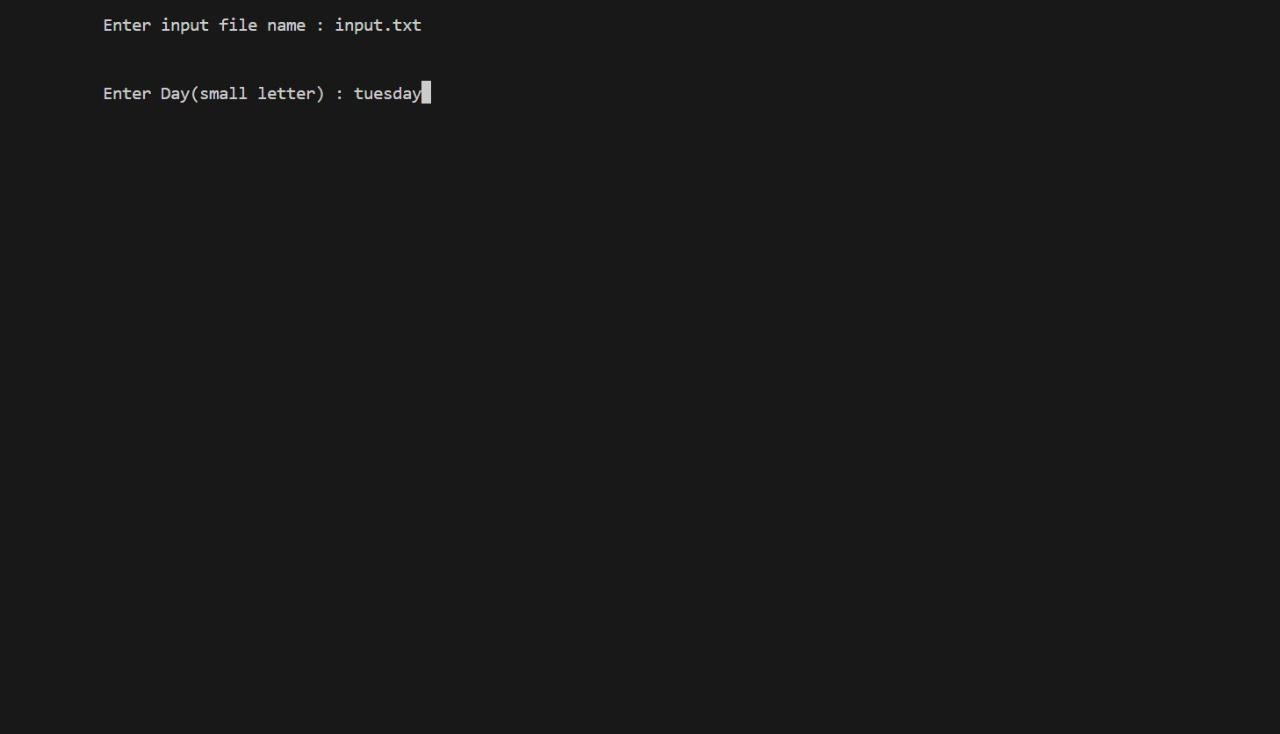 Enter input file name : input.txt
Enter Day(small letter) : tuesday